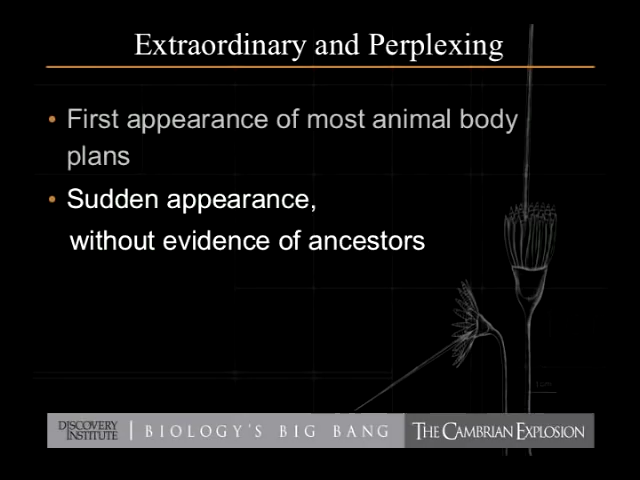 Extraordinary and Perplexing
• First appearance of most animal body
plans
• Sudden appearance,
without evidence of ancestors
DISCOVERY
INSTITUTE
BIOLOGY'S BIG BANG
THE CAMBRIAN EXPLOSION